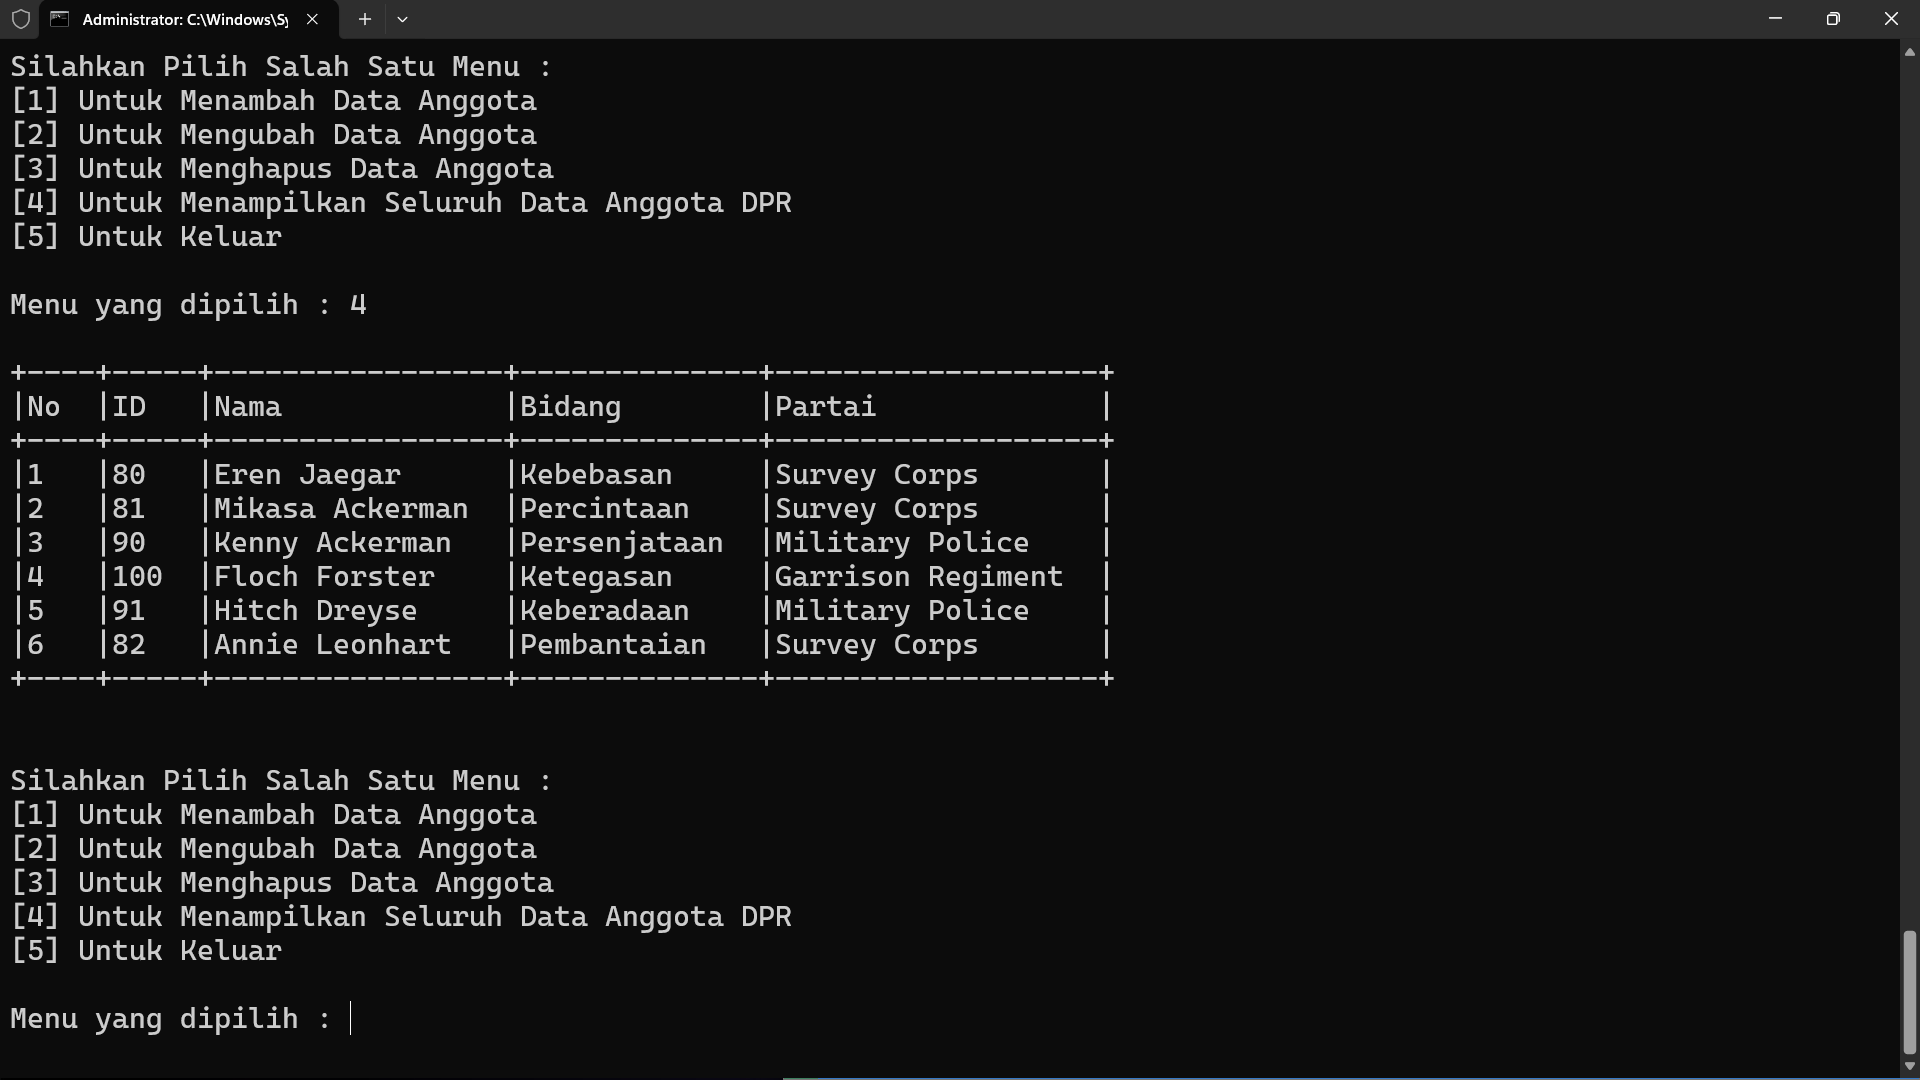 Administrator: C:\Windows\Sy
Silahkan Pilih Salah Satu Menu :
[1] Untuk Menambah Data Anggota
[2] Untuk Mengubah Data Anggota
[3] Untuk Menghapus Data Anggota
[4] Untuk Menampilkan Seluruh Data Anggota DPR
[5] Untuk Keluar
Menu yang dipilih : 4
+----+-----+-----------------+--------------+-------------------+
|No  |ID   |Nama             |Bidang        |Partai             |
+----+-----+-----------------+--------------+-------------------+
|1   |80   |Eren Jaegar      |Kebebasan     |Survey Corps       |
|2   |81   |Mikasa Ackerman  |Percintaan    |Survey Corps       |
|3   |90   |Kenny Ackerman   |Persenjataan  |Military Police    |
|4   |100  |Floch Forster    |Ketegasan     |Garrison Regiment  |
|5   |91   |Hitch Dreyse     |Keberadaan    |Military Police    |
|6   |82   |Annie Leonhart   |Pembantaian   |Survey Corps       |
+----+-----+-----------------+--------------+-------------------+
Silahkan Pilih Salah Satu Menu :
[1] Untuk Menambah Data Anggota
[2] Untuk Mengubah Data Anggota
[3] Untuk Menghapus Data Anggota
[4] Untuk Menampilkan Seluruh Data Anggota DPR
[5] Untuk Keluar
Menu yang dipilih :